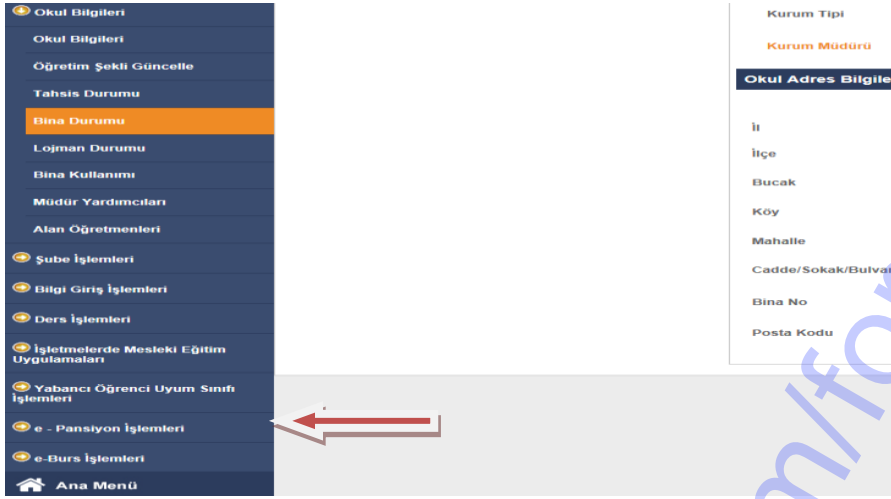 Okul Bilgileri
Okul Bilgileri
Öğretim Şekli Güncelle
Tahsis Durumu
Bina Durumu
Lojman Durumu
Bina Kullanımı
Müdür Yardımcıları
Alan Öğretmenleri
Şube İşlemleri
Bilgi Giriş İşlemleri
Ders İşlemleri
İşletmelerde Mesleki Eğitim
Uygulamaları
Yabancı Öğrenci Uyum Sınıfı
İşlemleri
e - Pansiyon İşlemleri
e-Burs İşlemleri
Ana Menü
Kurum Tipi
Kurum Müdürü
Okul Adres Bilgile
İl
İlçe
Bucak
Köy
Mahalle
Cadde/Sokak/Bulvar
Bina No
Posta Kodu
m/for